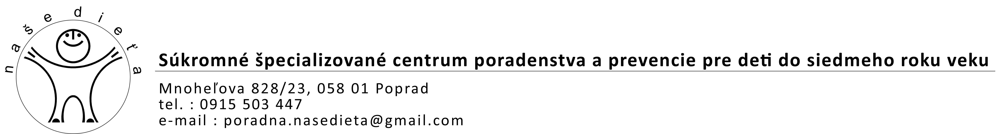 naše dieťa
Súkromné špecializované centrum poradenstva a prevencie pre deti do siedmeho roku veku
Mnoheľova 828/23, 058 01 Poprad
tel. : 0915 503 447
e-mail : poradna.nasedieta@gmail.com